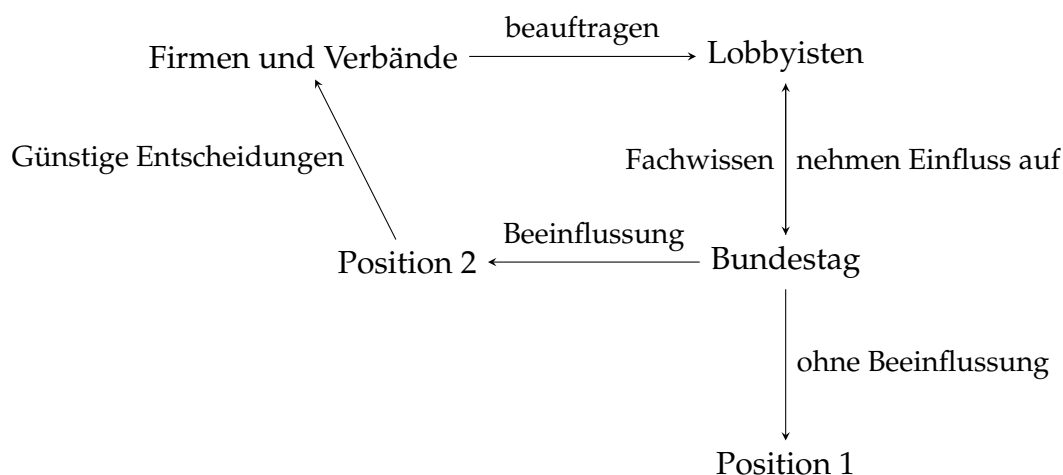 beauftragen
Firmen und Verbände
Lobbyisten
Günstige Entscheidungen
Fachwissen
nehmen Einfluss auf
Beeinflussung
Position 2
Bundestag
ohne Beeinflussung
Position 1